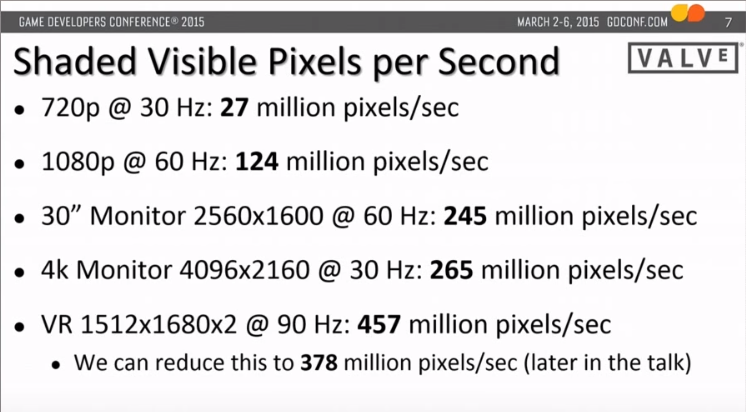 GAME DEVELOPERS CONFERENCE® 2015 MARCH 2-6, 2015 GDCONF.COM 7
Shaded Visible Pixels per Second
VALVE®
• 720p @ 30 Hz: 27 million pixels/sec
• 1080p @ 60 Hz: 124 million pixels/sec
• 30” Monitor 2560x1600 @ 60 Hz: 245 million pixels/sec
• 4k Monitor 4096x2160 @ 30 Hz: 265 million pixels/sec
• VR 1512x1680x2 @ 90 Hz: 457 million pixels/sec
• We can reduce this to 378 million pixels/sec (later in the talk)